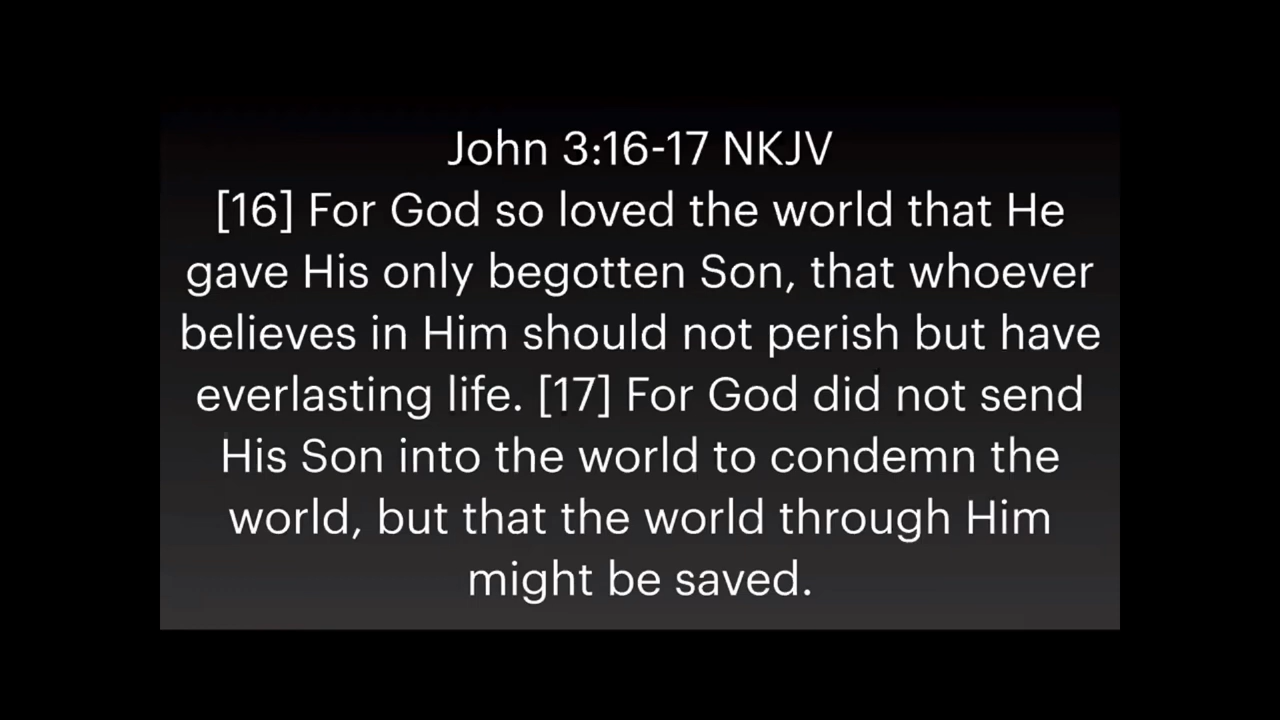 John 3:16-17 NKJV
[16] For God so loved the world that He
gave His only begotten Son, that whoever
believes in Him should not perish but have
everlasting life. [17] For God did not send
His Son into the world to condemn the
world, but that the world through Him
might be saved.